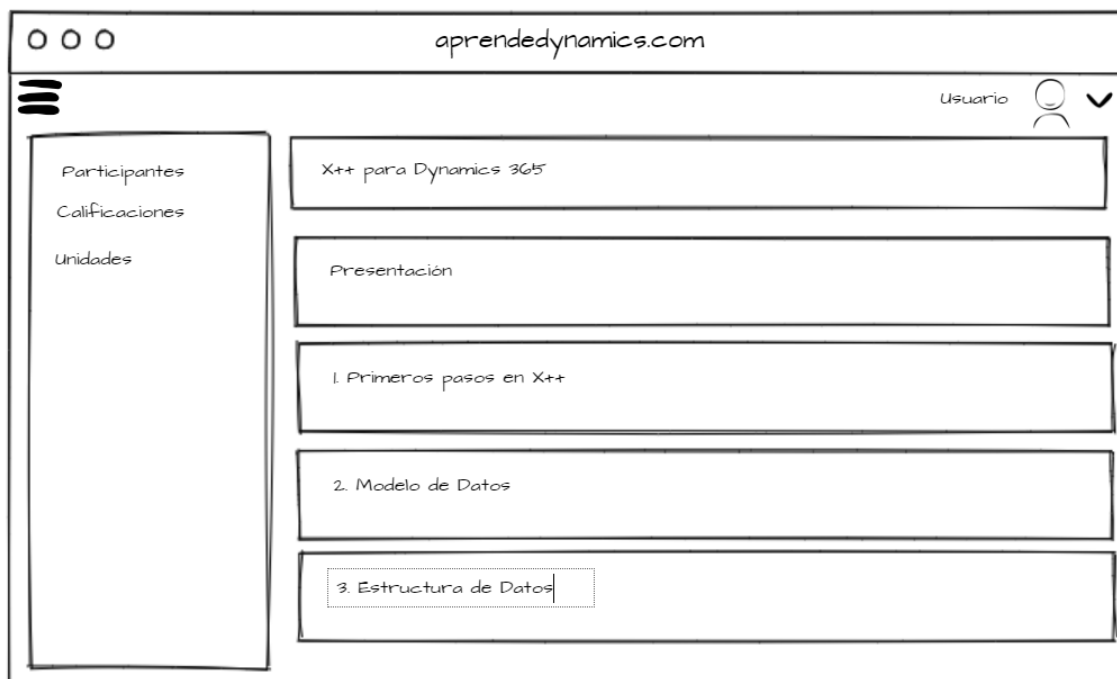 aprendedynamics.com
Usuario
Participantes
Calificaciones
Unidades
X++ para Dynamics 365
Presentación
1. Primeros pasos en X++
2. Modelo de Datos
3. Estructura de Datos